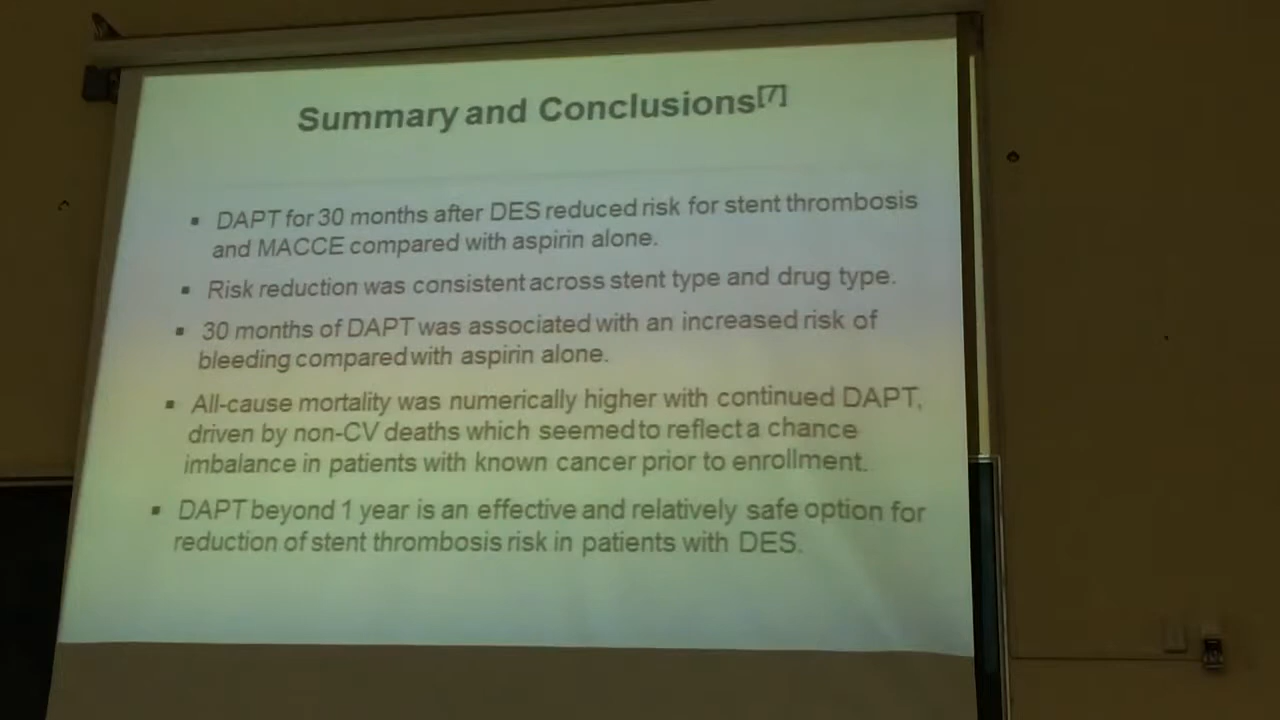 Summary and Conclusions[7]
▪ DAPT for 30 months after DES reduced risk for stent thrombosis
and MACCE compared with aspirin alone.
▪ Risk reduction was consistent across stent type and drug type.
▪ 30 months of DAPT was associated with an increased risk of
bleeding compared with aspirin alone.
▪ All-cause mortality was numerically higher with continued DAPT,
driven by non-CV deaths which seemed to reflect a chance
imbalance in patients with known cancer prior to enrollment.
▪ DAPT beyond 1 year is an effective and relatively safe option for
reduction of stent thrombosis risk in patients with DES.